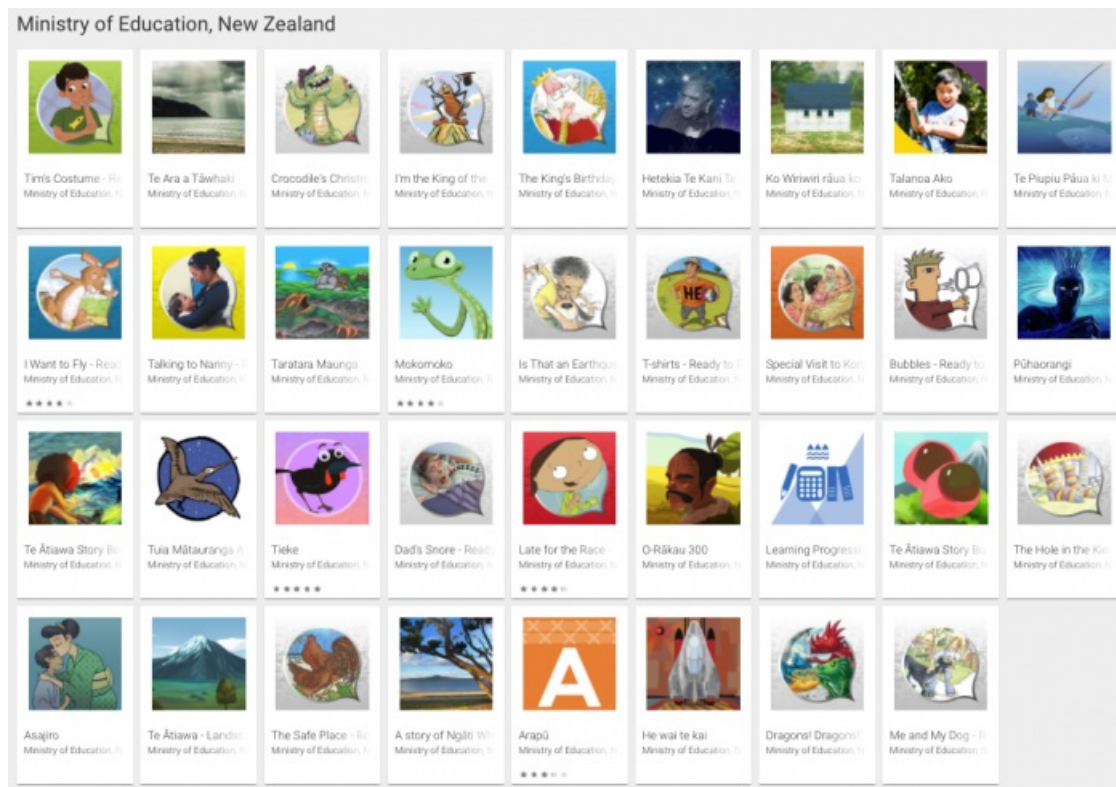 Ministry of Education, New Zealand
Tim's Costume - Re
Ministry of Education, N
Te Ara a Tāwhaki
Ministry of Education, N
Crocodile's Christm
Ministry of Education, N
I'm the King of the
Ministry of Education, N
The King's Birthday
Ministry of Education, N
Hetekia Te Kani Te
Ministry of Education, N
Ko Wiriwiri rāua ko
Ministry of Education, N
Talanoa Ako
Ministry of Education, N
Te Piupiu Pāua ki M
Ministry of Education, N
I Want to Fly - Read
Ministry of Education, N
Talking to Nanny - R
Ministry of Education, N
Taratara Maunga
Ministry of Education, N
Mokomoko
Ministry of Education, N
Is That an Earthqua
Ministry of Education, N
HE
T-shirts - Ready to R
Ministry of Education, N
Special Visit to Kor
Ministry of Education, N
Bubbles - Ready to
Ministry of Education, N
Pūhaorangi
Ministry of Education, N
Te Ātiawa Story Bo
Ministry of Education, N
Tuia Mātauranga A
Ministry of Education, N
Tieke
Ministry of Education, N
Dad's Snore - Ready
Ministry of Education, N
Late for the Race -
Ministry of Education, N
O-Rākau 300
Ministry of Education, N
Learning Progressi
Ministry of Education, N
Te Ātiawa Story Bo
Ministry of Education, N
The Hole in the Kin
Ministry of Education, N
Asajiro
Ministry of Education, N
Te Ātiawa - Landsc
Ministry of Education, N
The Safe Place - Re
Ministry of Education, N
A story of Ngāti Wh
Ministry of Education, N
A
Arapū
Ministry of Education, N
He wai te kai
Ministry of Education, N
Dragons! Dragons!
Ministry of Education, N
Me and My Dog - R
Ministry of Education, N